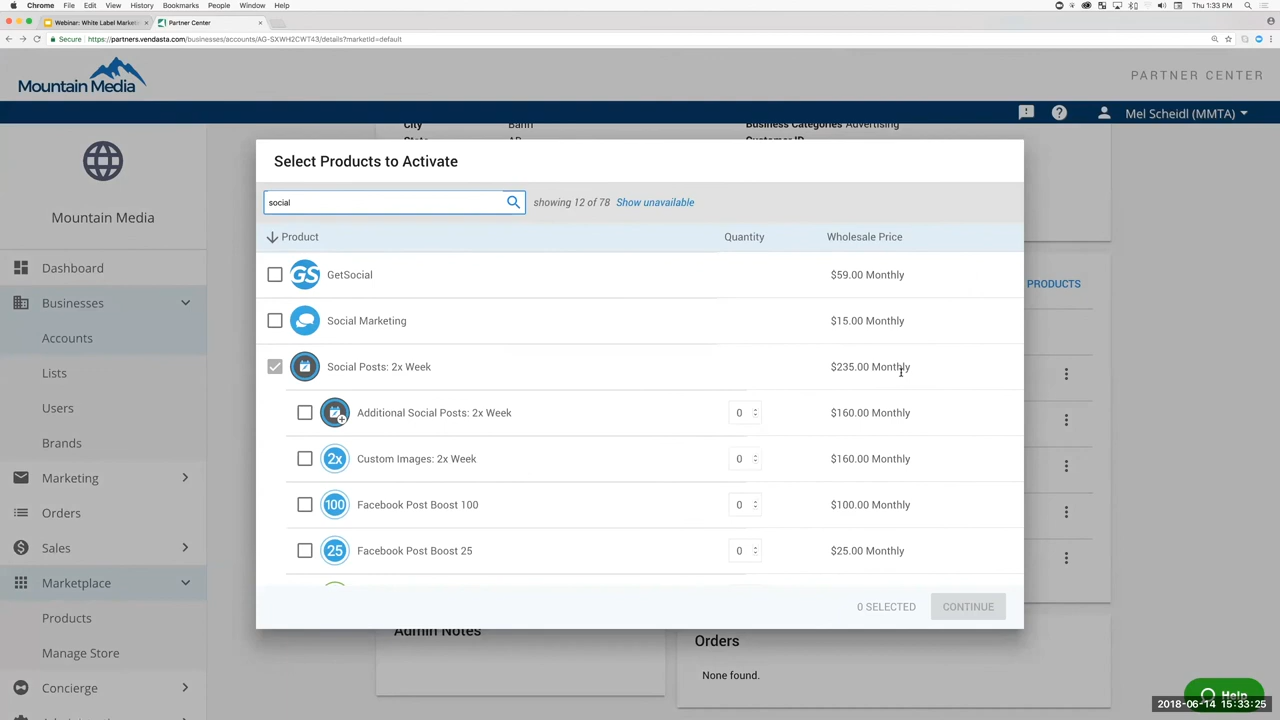 Chrome File Edit View History Bookmarks People Window Help Thu 1:33 PM
Webinar: White Label Marketi Partner Center
Secure https://partners.vendasta.com/businesses/accounts/AG-SXWH2CWT43/details?marketId=default
Mountain Media PARTNER CENTER
Mel Scheidl (MMTA)
City Banff Business Categories Advertising
Customer ID
Select Products to Activate
social showing 12 of 78 Show unavailable
Product Quantity Wholesale Price
GetSocial $59.00 Monthly
GS
Social Marketing $15.00 Monthly
Social Posts: 2x Week $235.00 Monthly
Additional Social Posts: 2x Week 0 $160.00 Monthly
2x Custom Images: 2x Week 0 $160.00 Monthly
100 Facebook Post Boost 100 0 $100.00 Monthly
25 Facebook Post Boost 25 0 $25.00 Monthly
0 SELECTED CONTINUE
PRODUCTS
Mountain Media
Dashboard
Businesses
Accounts
Lists
Users
Brands
Marketing
Orders
Sales
Marketplace
Products
Manage Store
Concierge
Admin Notes
Orders
None found.
Help
2018-06-14 15:33:25